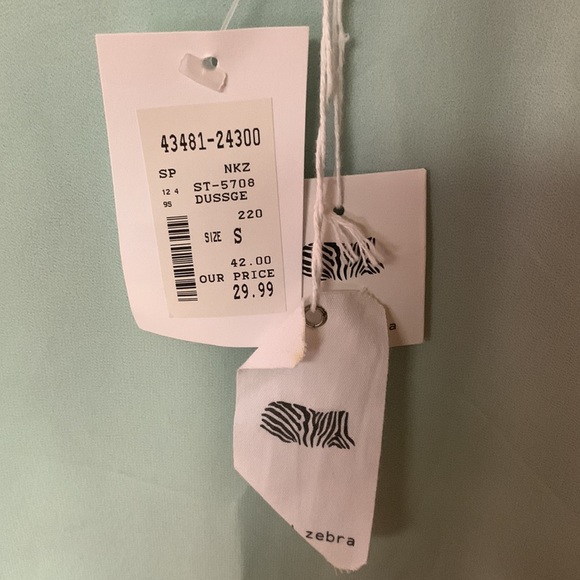 43481-24300
SP NKZ
12 4 ST-5708
95 DUSSGE
220
SIZE S
42.00
OUR PRICE
29.99
a
zebra